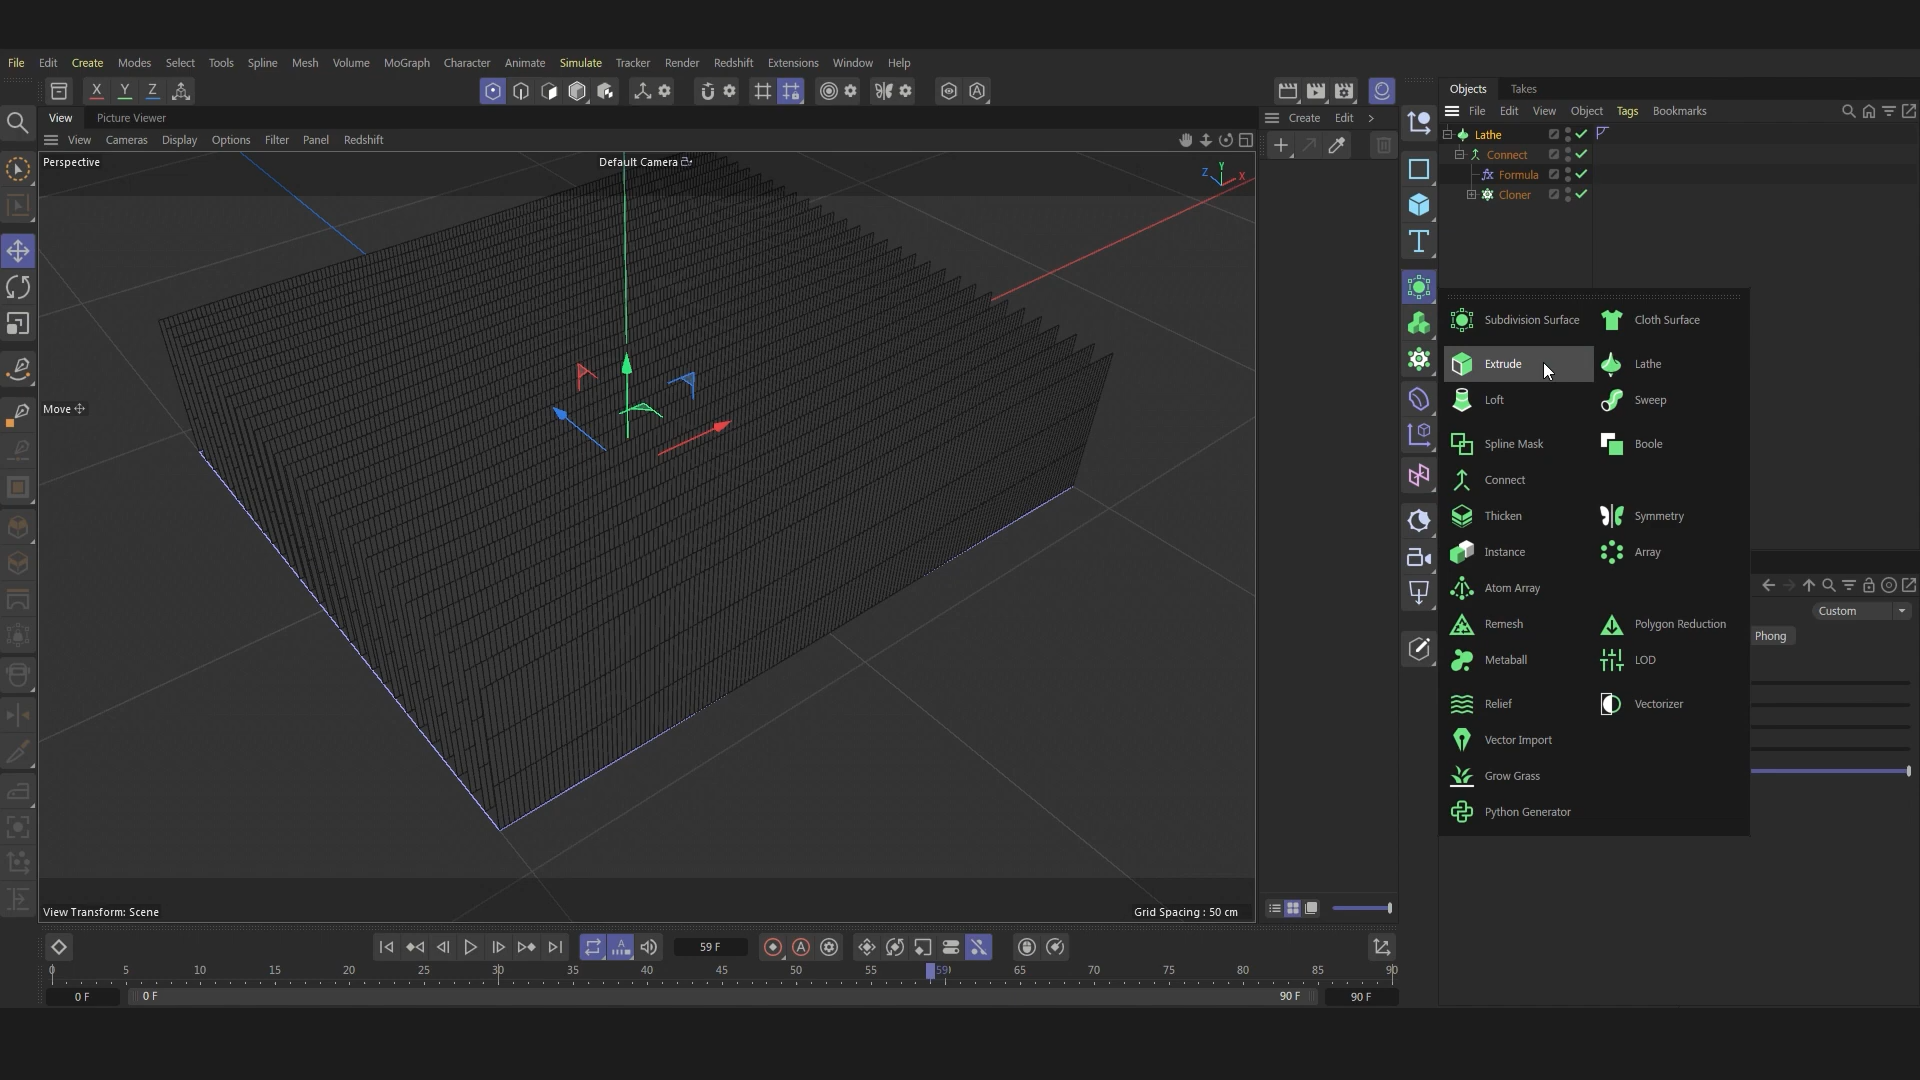 File Edit Create Modes Select Tools Spline Mesh Volume MoGraph Character Animate Simulate Tracker Render Redshift Extensions Window Help
X Y Z
Objects Takes
View Picture Viewer
Create Edit
File Edit View Object Tags Bookmarks
View Cameras Display Options Filter Panel Redshift
Lathe
Connect
Formula
Cloner
Perspective
Default Camera
Y
Z
X
Move
Subdivision Surface Cloth Surface
Extrude Lathe
Loft Sweep
Spline Mask Boole
Connect
Thicken Symmetry
Instance Array
Atom Array
Remesh Polygon Reduction
Metaball LOD
Relief Vectorizer
Vector Import
Grow Grass
Python Generator
Custom
Phong
View Transform: Scene
Grid Spacing : 50 cm
59 F
0 5 10 15 20 25 30 35 40 45 50 55 59 65 70 75 80 85 90
0 F 0 F 90 F 90 F